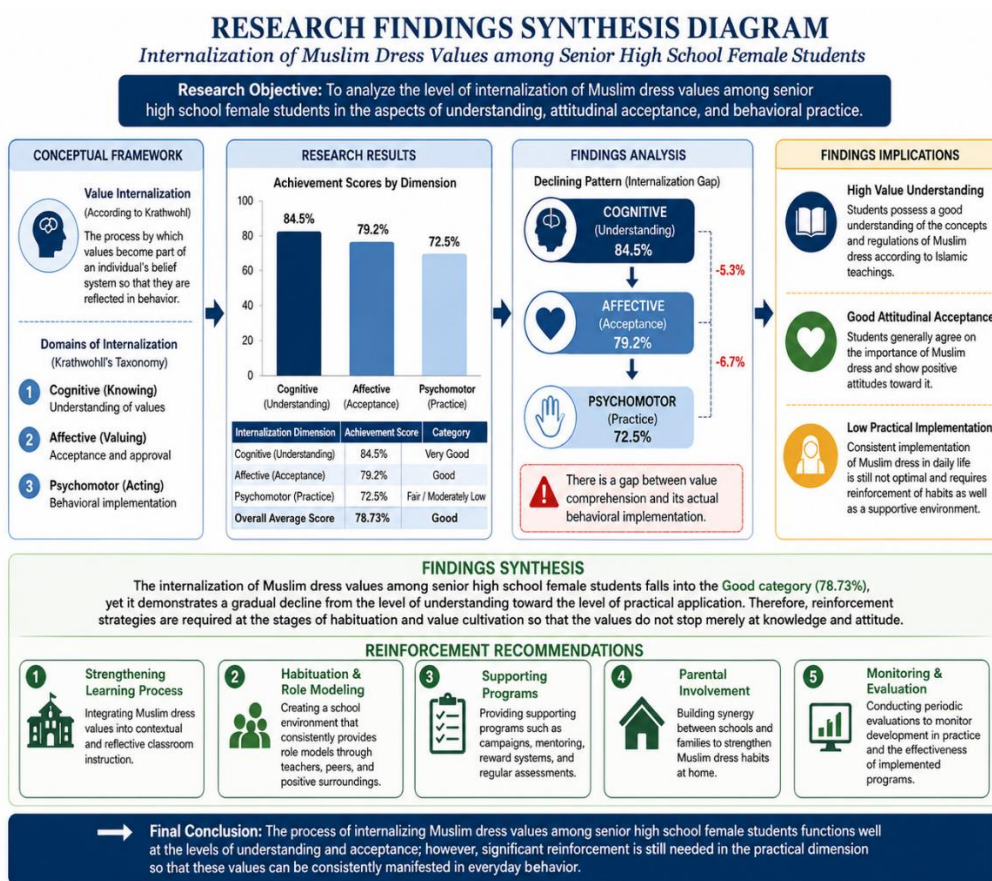 RESEARCH FINDINGS SYNTHESIS DIAGRAM
Internalization of Muslim Dress Values among Senior High School Female Students
Research Objective: To analyze the level of internalization of Muslim dress values among senior
high school female students in the aspects of understanding, attitudinal acceptance, and behavioral practice.
CONCEPTUAL FRAMEWORK
Value Internalization
(According to Krathwohl)
The process by which
values become part of
an individual's belief
system so that they are
reflected in behavior.
Domains of Internalization
(Krathwohll's Taxonomy)
1 Cognitive (Knowing)
Understanding of values
2 Affective (Valuing)
Acceptance and approval
3 Psychomotor (Acting)
Behavioral implementation
RESEARCH RESULTS
Achievement Scores by Dimension
100
80
60
40
20
0
84.5%
79.2%
72.5%
Cognitive
(Understanding)
Affective
(Acceptance)
Psychomotor
(Practice)
Internalization Dimension Achievement Score Category
Cognitive (Understanding) 84.5% Very Good
Affective (Acceptance) 79.2% Good
Psychomotor (Practice) 72.5% Fair / Moderately Low
Overall Average Score 78.73% Good
FINDINGS ANALYSIS
Declining Pattern (Internalization Gap)
COGNITIVE
(Understanding)
84.5%
-5.3%
AFFECTIVE
(Acceptance)
79.2%
-6.7%
PSYCHOMOTOR
(Practice)
72.5%
There is a gap between value
comprehension and its actual
behavioral implementation.
FINDINGS IMPLICATIONS
High Value Understanding
Students possess a good
understanding of the concepts
and regulations of Muslim
dress according to Islamic
teachings.
Good Attitudinal Acceptance
Students generally agree on
the importance of Muslim
dress and show positive
attitudes toward it.
Low Practical Implementation
Consistent implementation
of Muslim dress in daily life
is still not optimal and requires
reinforcement of habits as well
as a supportive environment.
FINDINGS SYNTHESIS
The internalization of Muslim dress values among senior high school female students falls into the Good category (78.73%),
yet it demonstrates a gradual decline from the level of understanding toward the level of practical application. Therefore, reinforcement
strategies are required at the stages of habituation and value cultivation so that the values do not stop merely at knowledge and attitude.
REINFORCEMENT RECOMMENDATIONS
1 Strengthening
Learning Process
Integrating Muslim dress
values into contextual
and reflective classroom
instruction.
2 Habituation &
Role Modeling
Creating a school
environment that
consistently provides
role models through
teachers, peers, and
positive surroundings.
3 Supporting
Programs
Providing supporting
programs such as
campaigns, mentoring,
reward systems, and
regular assessments.
4 Parental
Involvement
Building synergy
between schools and
families to strengthen
Muslim dress habits
at home.
5 Monitoring &
Evaluation
Conducting periodic
evaluations to monitor
development in practice
and the effectiveness
of implemented
programs.
Final Conclusion: The process of internalizing Muslim dress values among senior high school female students functions well
at the levels of understanding and acceptance; however, significant reinforcement is still needed in the practical dimension
so that these values can be consistently manifested in everyday behavior.